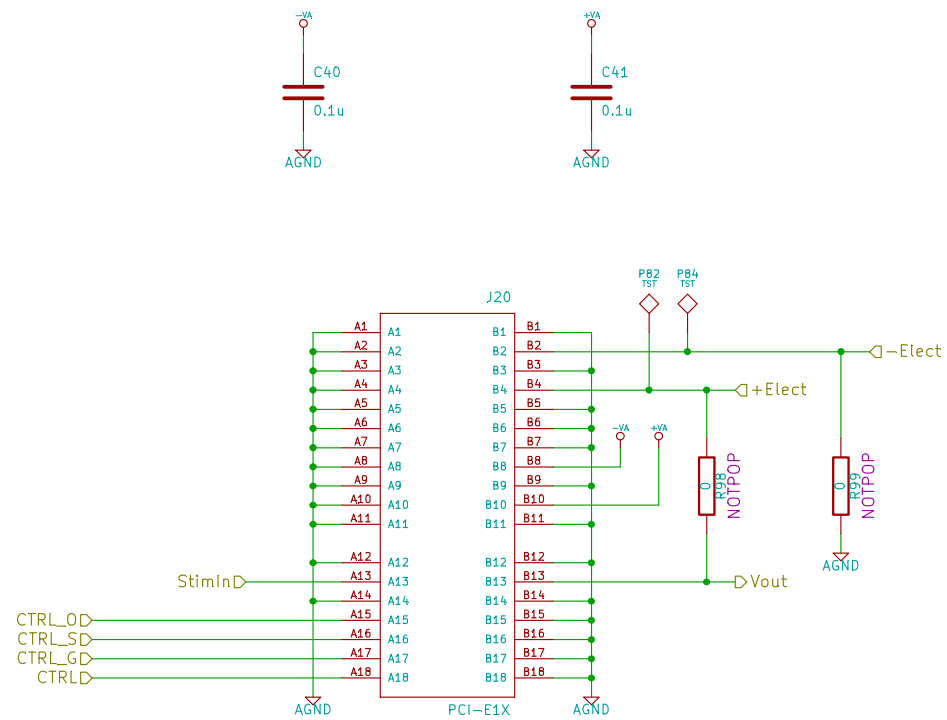 -VA
+VA
C40
C41
0.1u
0.1u
AGND
AGND
P82
P84
TST
TST
J20
A1 A1 B1 B1
A2 A2 B2 B2
-Elect
A3 A3 B3 B3
A4 A4 B4 B4
+Elect
A5 A5 B5 B5
A6 A6 B6 B6
-VA
+VA
A7 A7 B7 B7
A8 A8 B8 B8
A9 A9 B9 B9
0 R98 NOTPOP
0 R99 NOTPOP
A10 A10 B10 B10
A11 A11 B11 B11
A12 A12 B12 B12
AGND
StimIn A13 A13 B13 B13 Vout
A14 A14 B14 B14
CTRL_O A15 A15 B15 B15
CTRL_S A16 A16 B16 B16
CTRL_G A17 A17 B17 B17
CTRL A18 A18 B18 B18
AGND
PCI-E1X
AGND